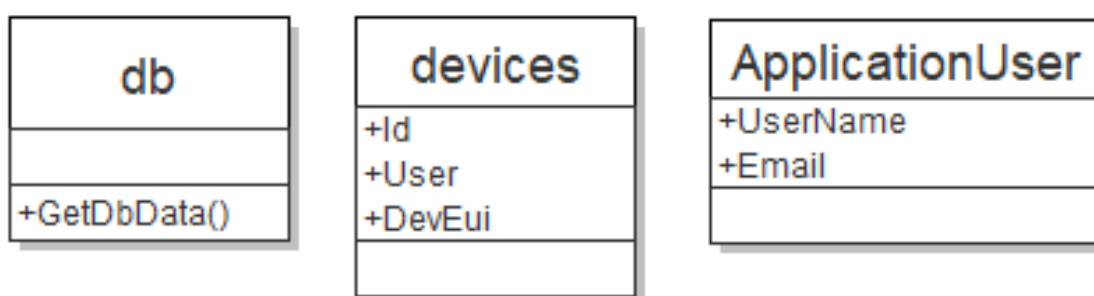 db
+GetDbData()
devices
+Id
+User
+DevEui
ApplicationUser
+UserName
+Email